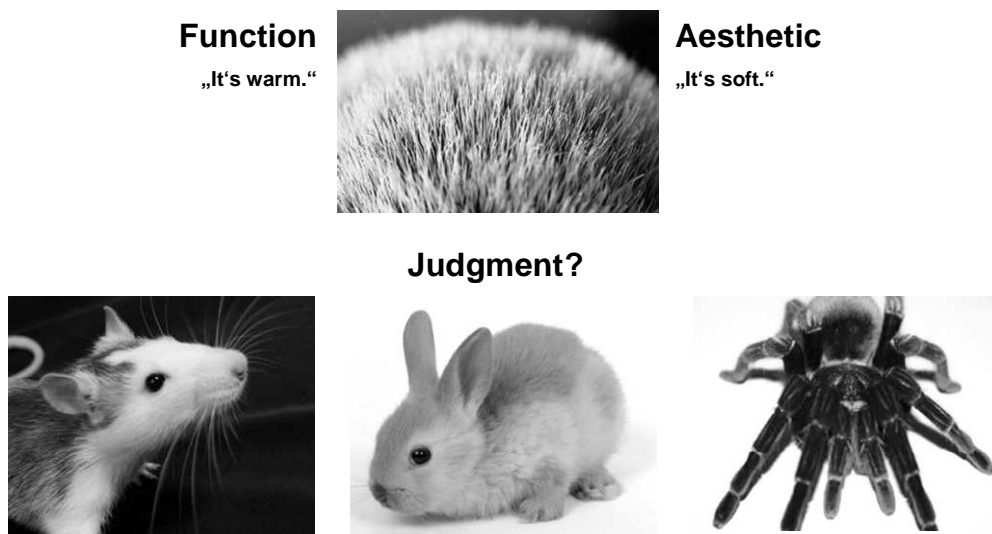 Function
„It‘s warm.“
Aesthetic
„It‘s soft.“
Judgment?